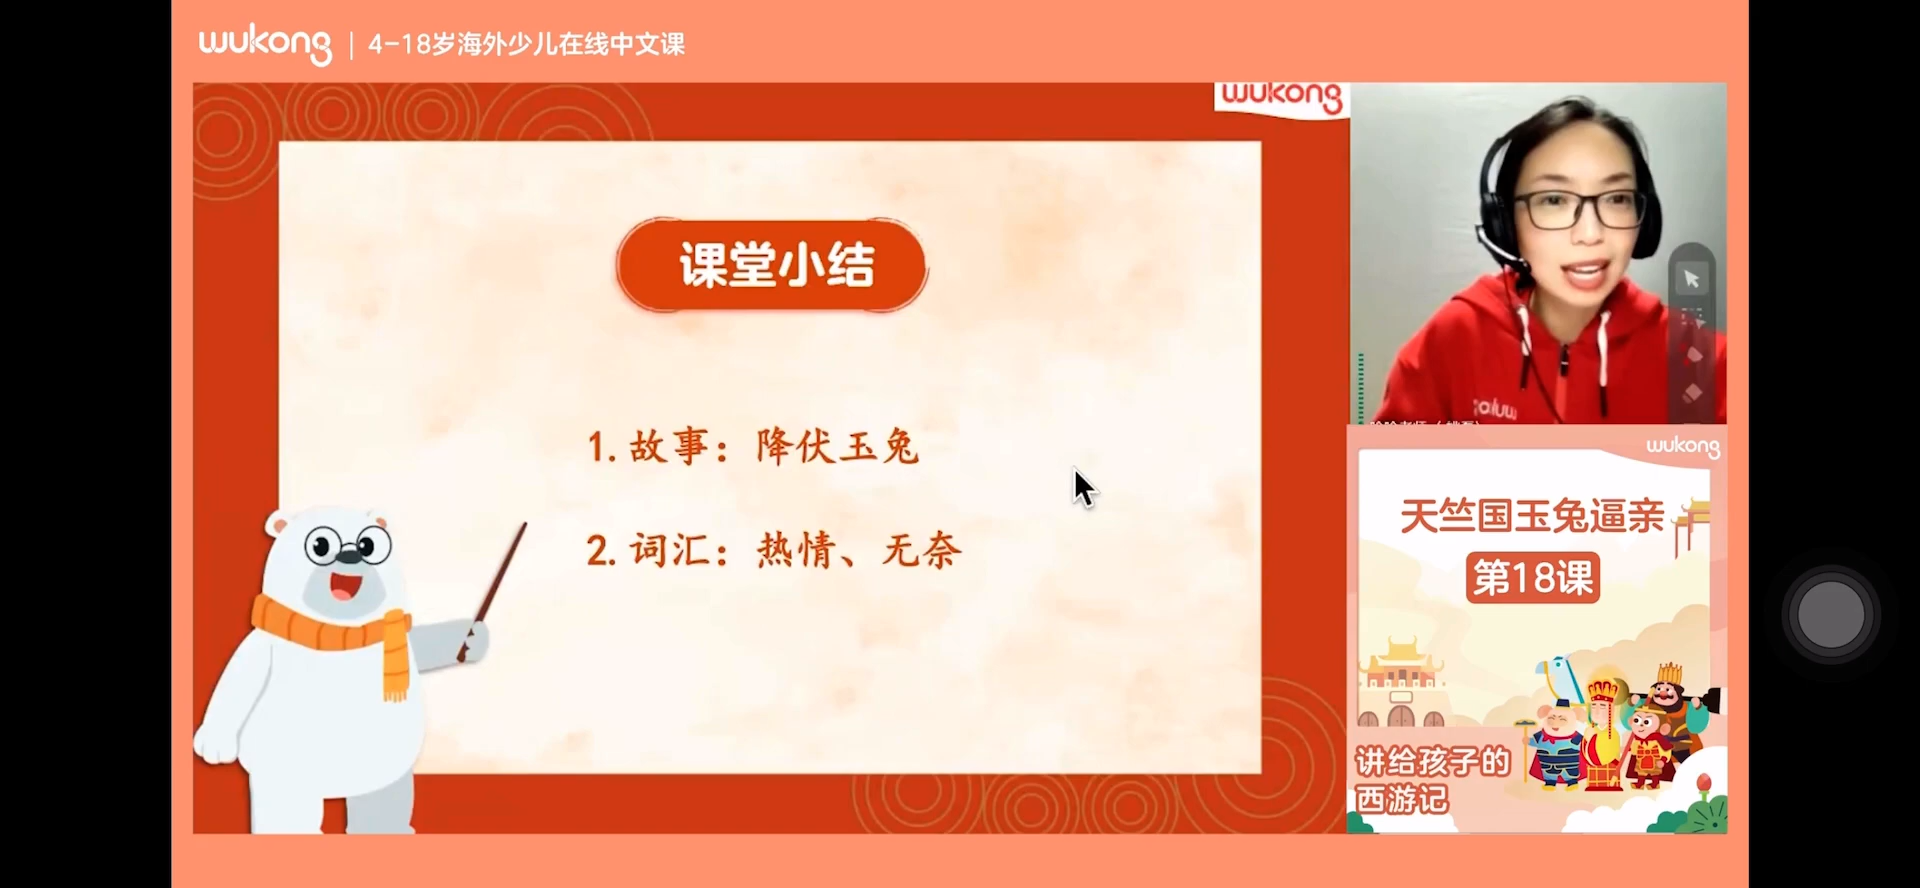 wukong | 4-18岁海外少儿在线中文课
wukong
课堂小结
1. 故事：降伏玉兔
2. 词汇：热情、无奈
wukong
wukong
天竺国玉兔逼亲
第18课
讲给孩子的
西游记